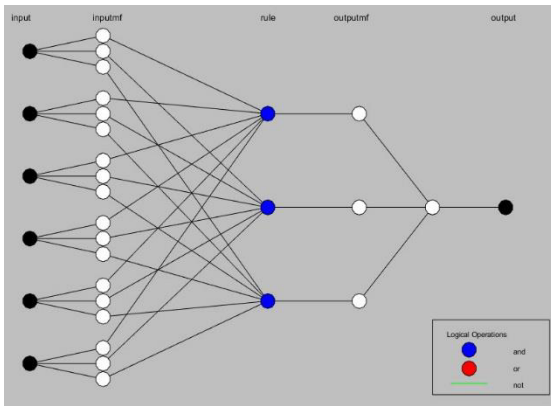 input
inputmf
rule
outputmf
output
Logical Operations
and
or
not